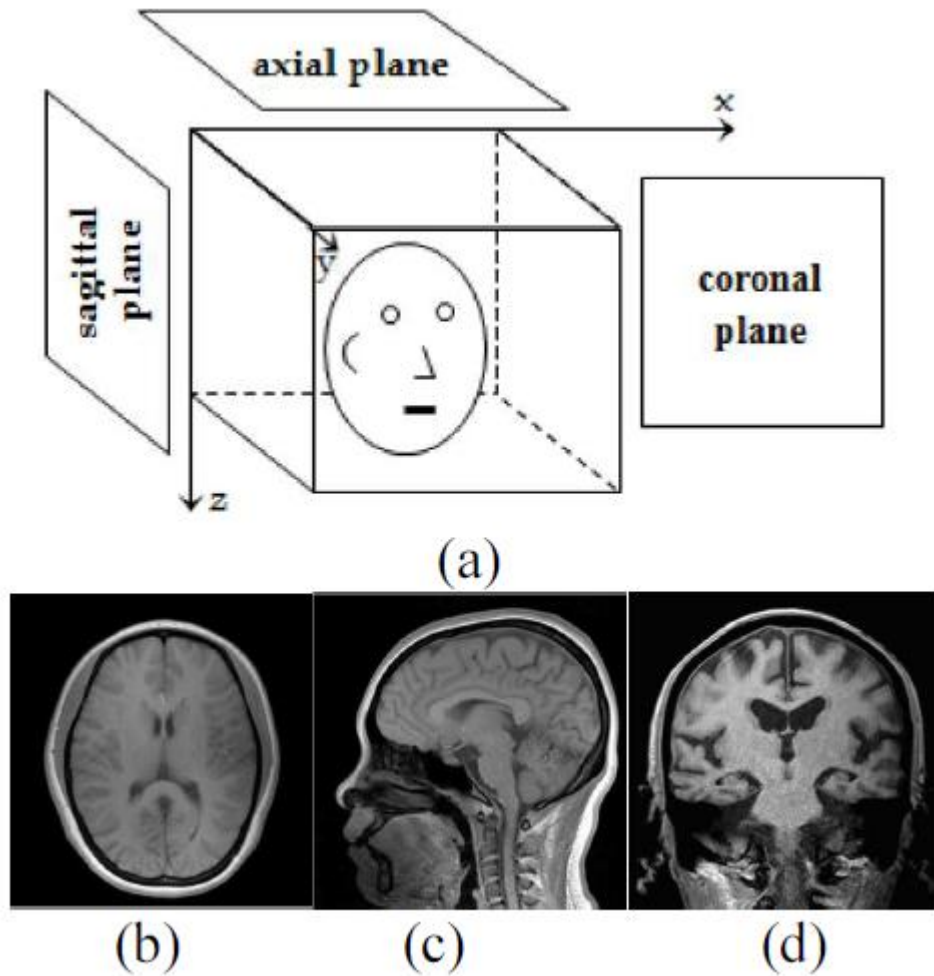 axial plane
x
sagittal
plane
y
coronal
plane
z
(a)
(b)
(c)
(d)